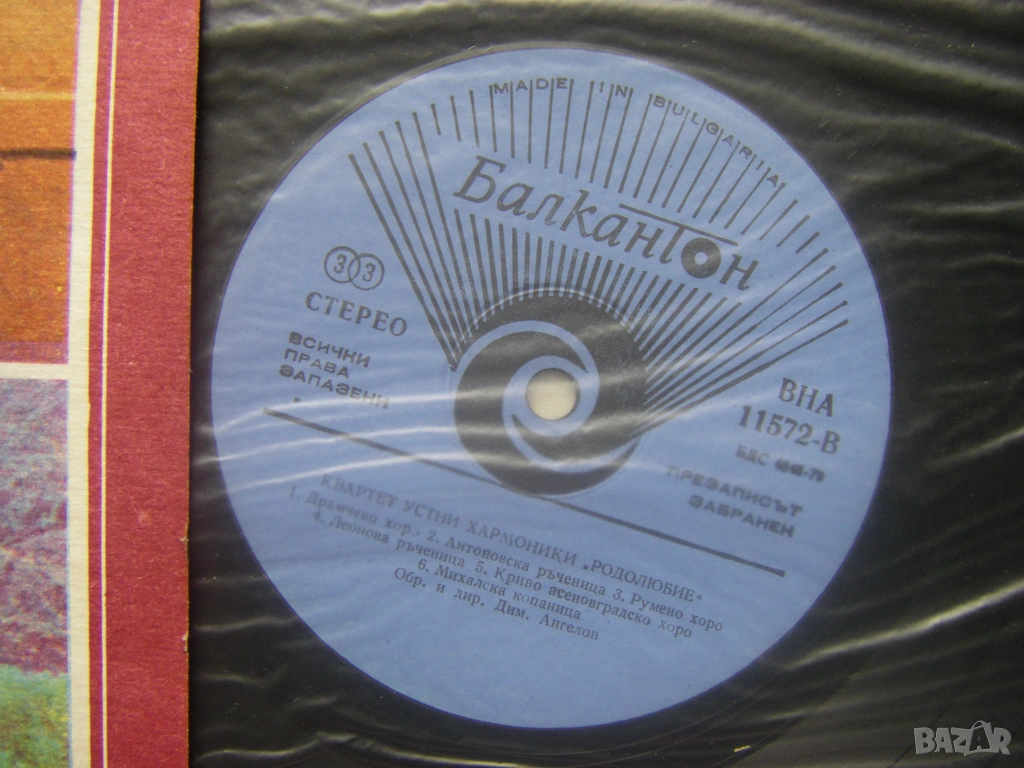 MADE IN BULGARIA
Балкантон
33
СТЕРЕО
ВСИЧКИ
ПРАВА
ЗАПАЗЕНИ
ВНА
11572-В
БДС
ПРЕЗАПИСЪТ
ЗАБРАНЕН
КВАРТЕТ УСТНИ ХАРМОНИКИ „РОДОЛЮБИЕ“
1. Драмчево хоро 2. Антоновска ръченица 3. Румено хоро
4. Леонова ръченица 5. Криво асеновградско хоро
6. Михалска копаница
Обр. и дир. Дим. Ангелов
BAZAR